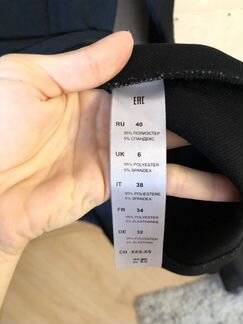 EAC
RU 40
95% ПОЛИЭСТЕР
5% СПАНДЕКС
UK 6
95% POLYESTER
5% SPANDEX
IT 38
95% POLIESTERE
5% SPANDEX
FR 34
95% POLYESTER
5% ELASTHANNE
DE 32
95% POLYESTER
5% ELASTHAN
CH XXS-XS